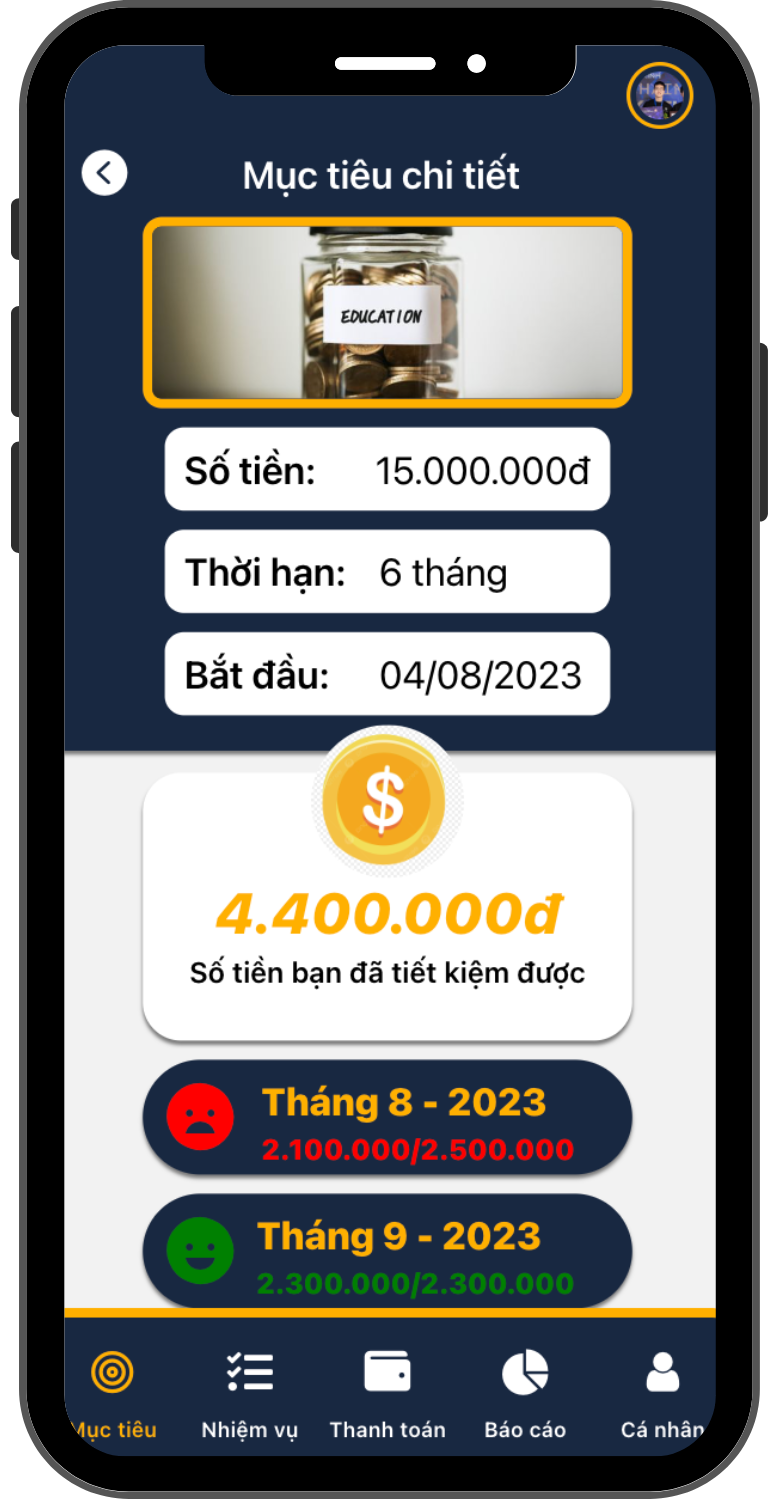 Mục tiêu chi tiết
EDUCATION
Số tiền: 15.000.000đ
Thời hạn: 6 tháng
Bắt đầu: 04/08/2023
$
4.400.000đ
Số tiền bạn đã tiết kiệm được
Tháng 8 - 2023
2.100.000/2.500.000
Tháng 9 - 2023
2.300.000/2.300.000
Mục tiêu Nhiệm vụ Thanh toán Báo cáo Cá nhân